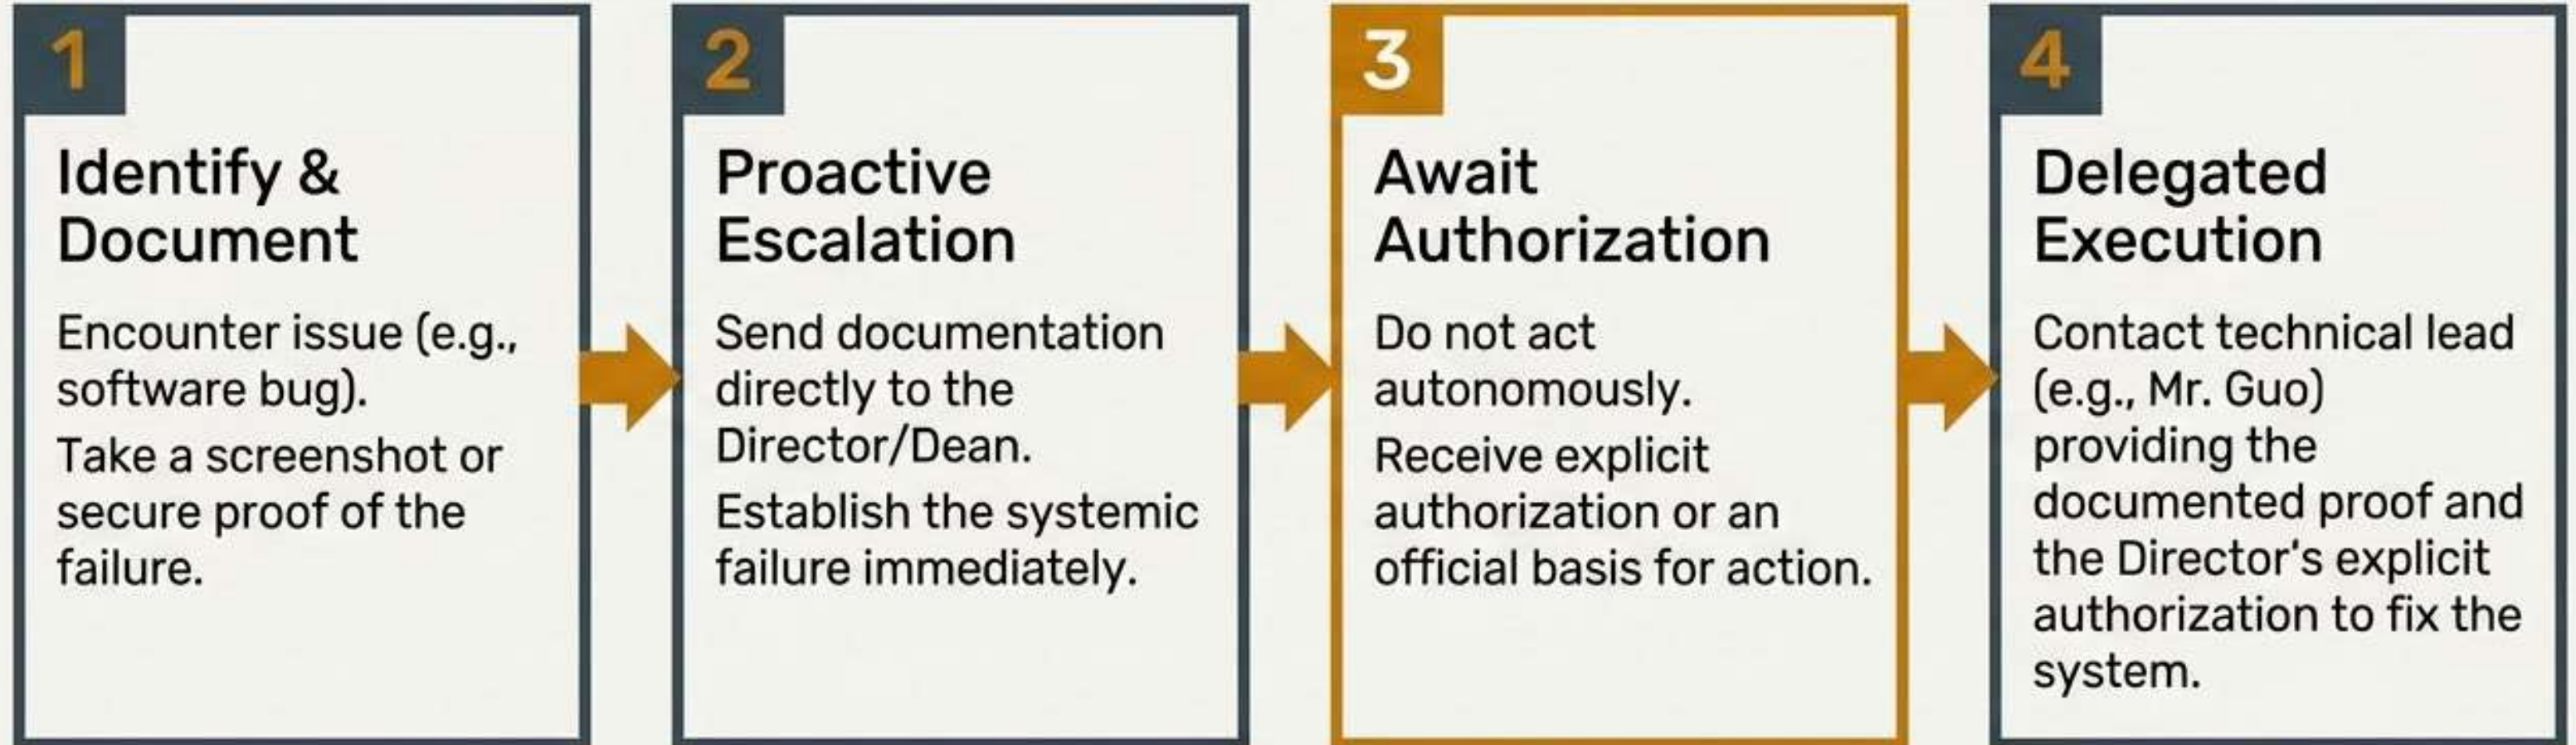 1
Identify &
Document
Encounter issue (e.g.,
software bug).
Take a screenshot or
secure proof of the
failure.
2
Proactive
Escalation
Send documentation
directly to the
Director/Dean.
Establish the systemic
failure immediately.
3
Await
Authorization
Do not act
autonomously.
Receive explicit
authorization or an
official basis for action.
4
Delegated
Execution
Contact technical lead
(e.g., Mr. Guo)
providing the
documented proof and
the Director's explicit
authorization to fix the
system.